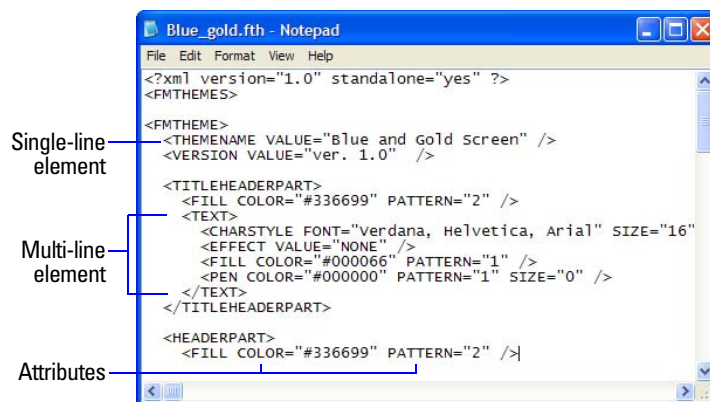 Blue_gold.fth - Notepad
File Edit Format View Help
<?xml version="1.0" standalone="yes" ?>
<FMTHEMES>
<FMTHEME>
<THEMENAME VALUE="Blue and Gold Screen" />
<VERSION VALUE="ver. 1.0"  />
<TITLEHEADERPART>
<FILL COLOR="#336699" PATTERN="2" />
<TEXT>
<CHARSTYLE FONT="Verdana, Helvetica, Arial" SIZE="16"
<EFFECT VALUE="NONE" />
<FILL COLOR="#000066" PATTERN="1" />
<PEN COLOR="#000000" PATTERN="1" SIZE="0" />
</TEXT>
</TITLEHEADERPART>
<HEADERPART>
<FILL COLOR="#336699" PATTERN="2" />
Single-line
element
Multi-line
element
Attributes